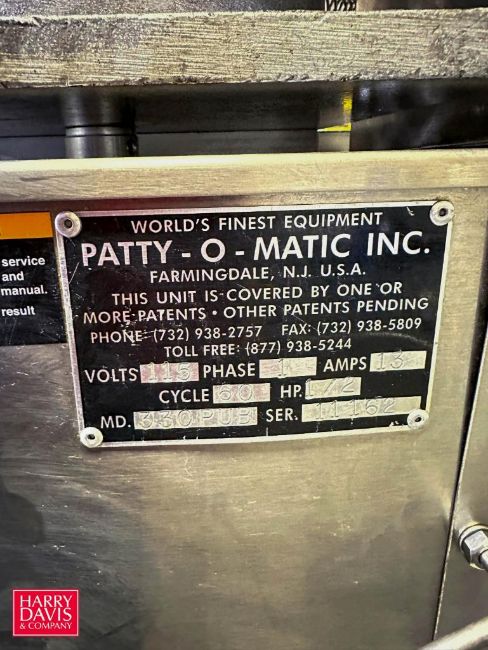 WORLD'S FINEST EQUIPMENT
PATTY - O - MATIC INC.
FARMINGDALE, N.J. U.S.A.
THIS UNIT IS COVERED BY ONE OR
MORE PATENTS • OTHER PATENTS PENDING
PHONE: (732) 938-2757 FAX: (732) 938-5809
TOLL FREE: (877) 938-5244
VOLTS 115 PHASE 1 AMPS 13
CYCLE 60 HP. 1/2
MD. 330PUB SER. 11162
service
and
manual.
result
HARRY
DAVIS
& COMPANY